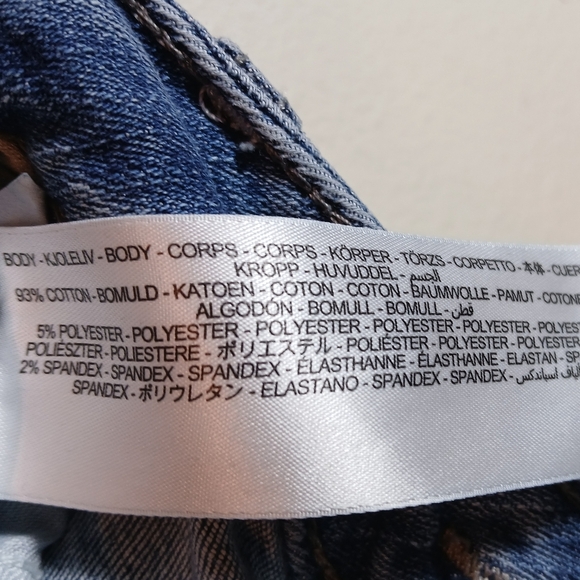 BODY - KJOLELIV - BODY - CORPS - CORPS - KÖRPER - TÖRZS - CORPETTO - 本体 - CUER
KROPP - HUVUDDEL - الجسم
93% COTTON - BOMULD - KATOEN - COTON - COTON - BAUMWOLLE - PAMUT - COTON
ALGODÓN - BOMULL - BOMULL - قطن
5% POLYESTER - POLYESTER - POLYESTER - POLYESTER - POLYESTER - POLYES
POLIÉSZTER - POLIESTERE - ポリエステル - POLIÉSTER - POLYESTER - POLYESTER
2% SPANDEX - SPANDEX - SPANDEX - ÉLASTHANNE - ÉLASTHANNE - ELASTAN - SP
SPANDEX - ポリウレタン - ELASTANO - SPANDEX - SPANDEX - الياف اسباندكس